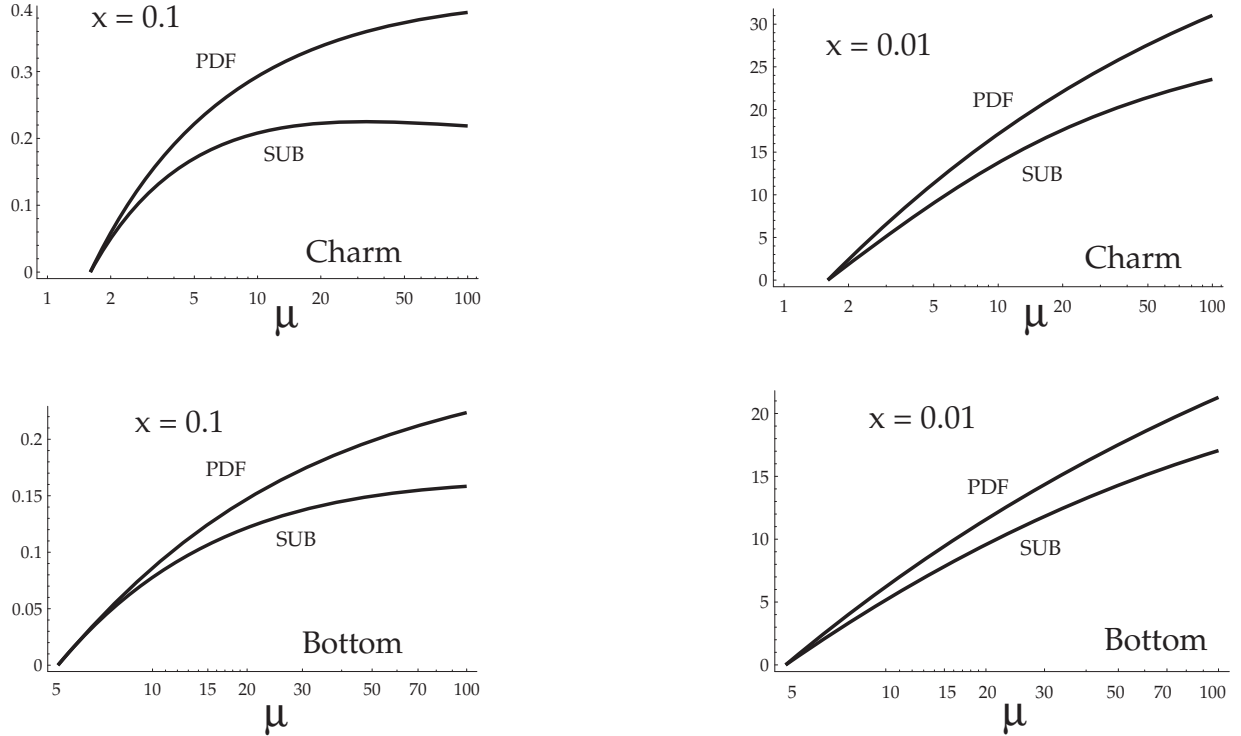 x = 0.1
0.4
0.3
0.2
0.1
0
PDF
SUB
Charm
1 2 5 10 20 50 100
μ
x = 0.01
30
25
20
15
10
5
0
PDF
SUB
Charm
1 2 5 10 20 50 100
μ
x = 0.1
0.2
0.15
0.1
0.05
0
PDF
SUB
Bottom
5 10 15 20 30 50 70 100
μ
x = 0.01
20
15
10
5
0
PDF
SUB
Bottom
5 10 20 30 50 70 100
μ